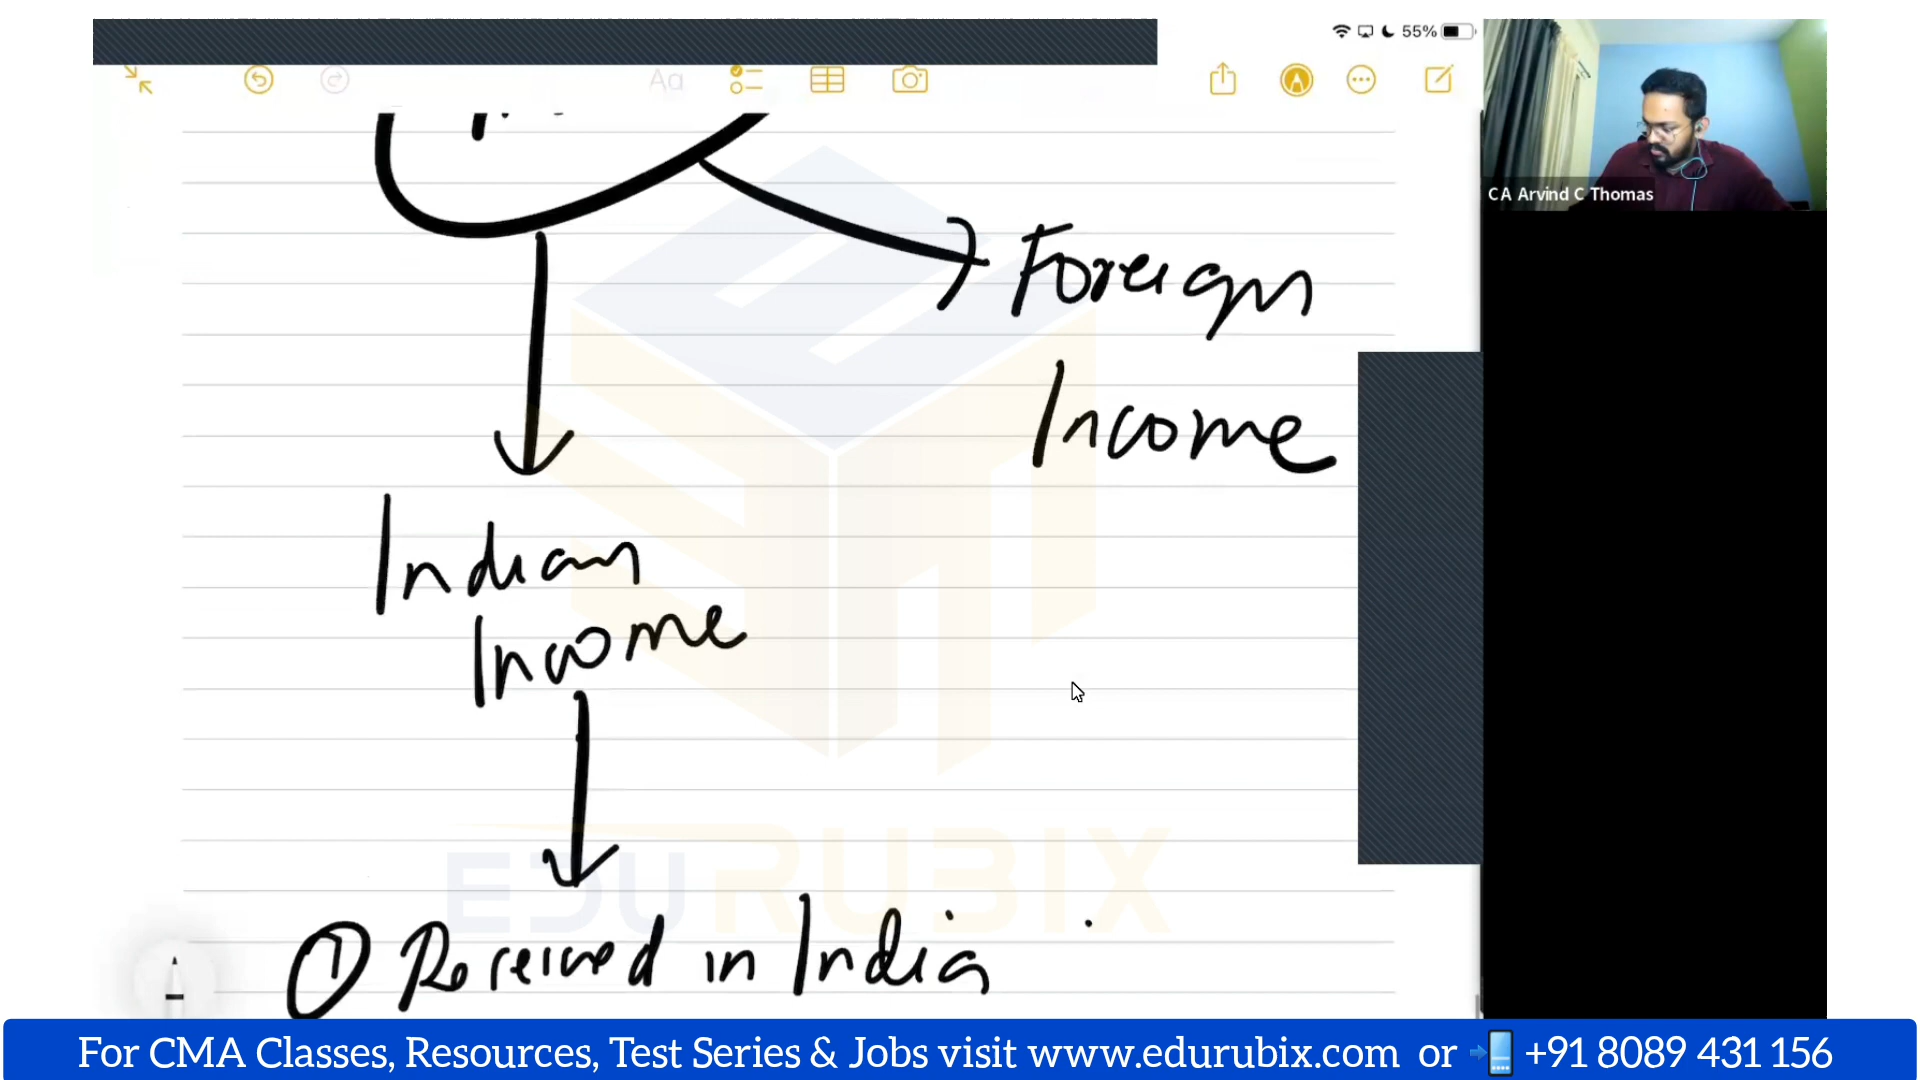 55%
Aa
CA Arvind C Thomas
Foreign
Income
Indian
Income
① Received in India
EDURUBIX
For CMA Classes, Resources, Test Series & Jobs visit www.edurubix.com or +91 8089 431 156